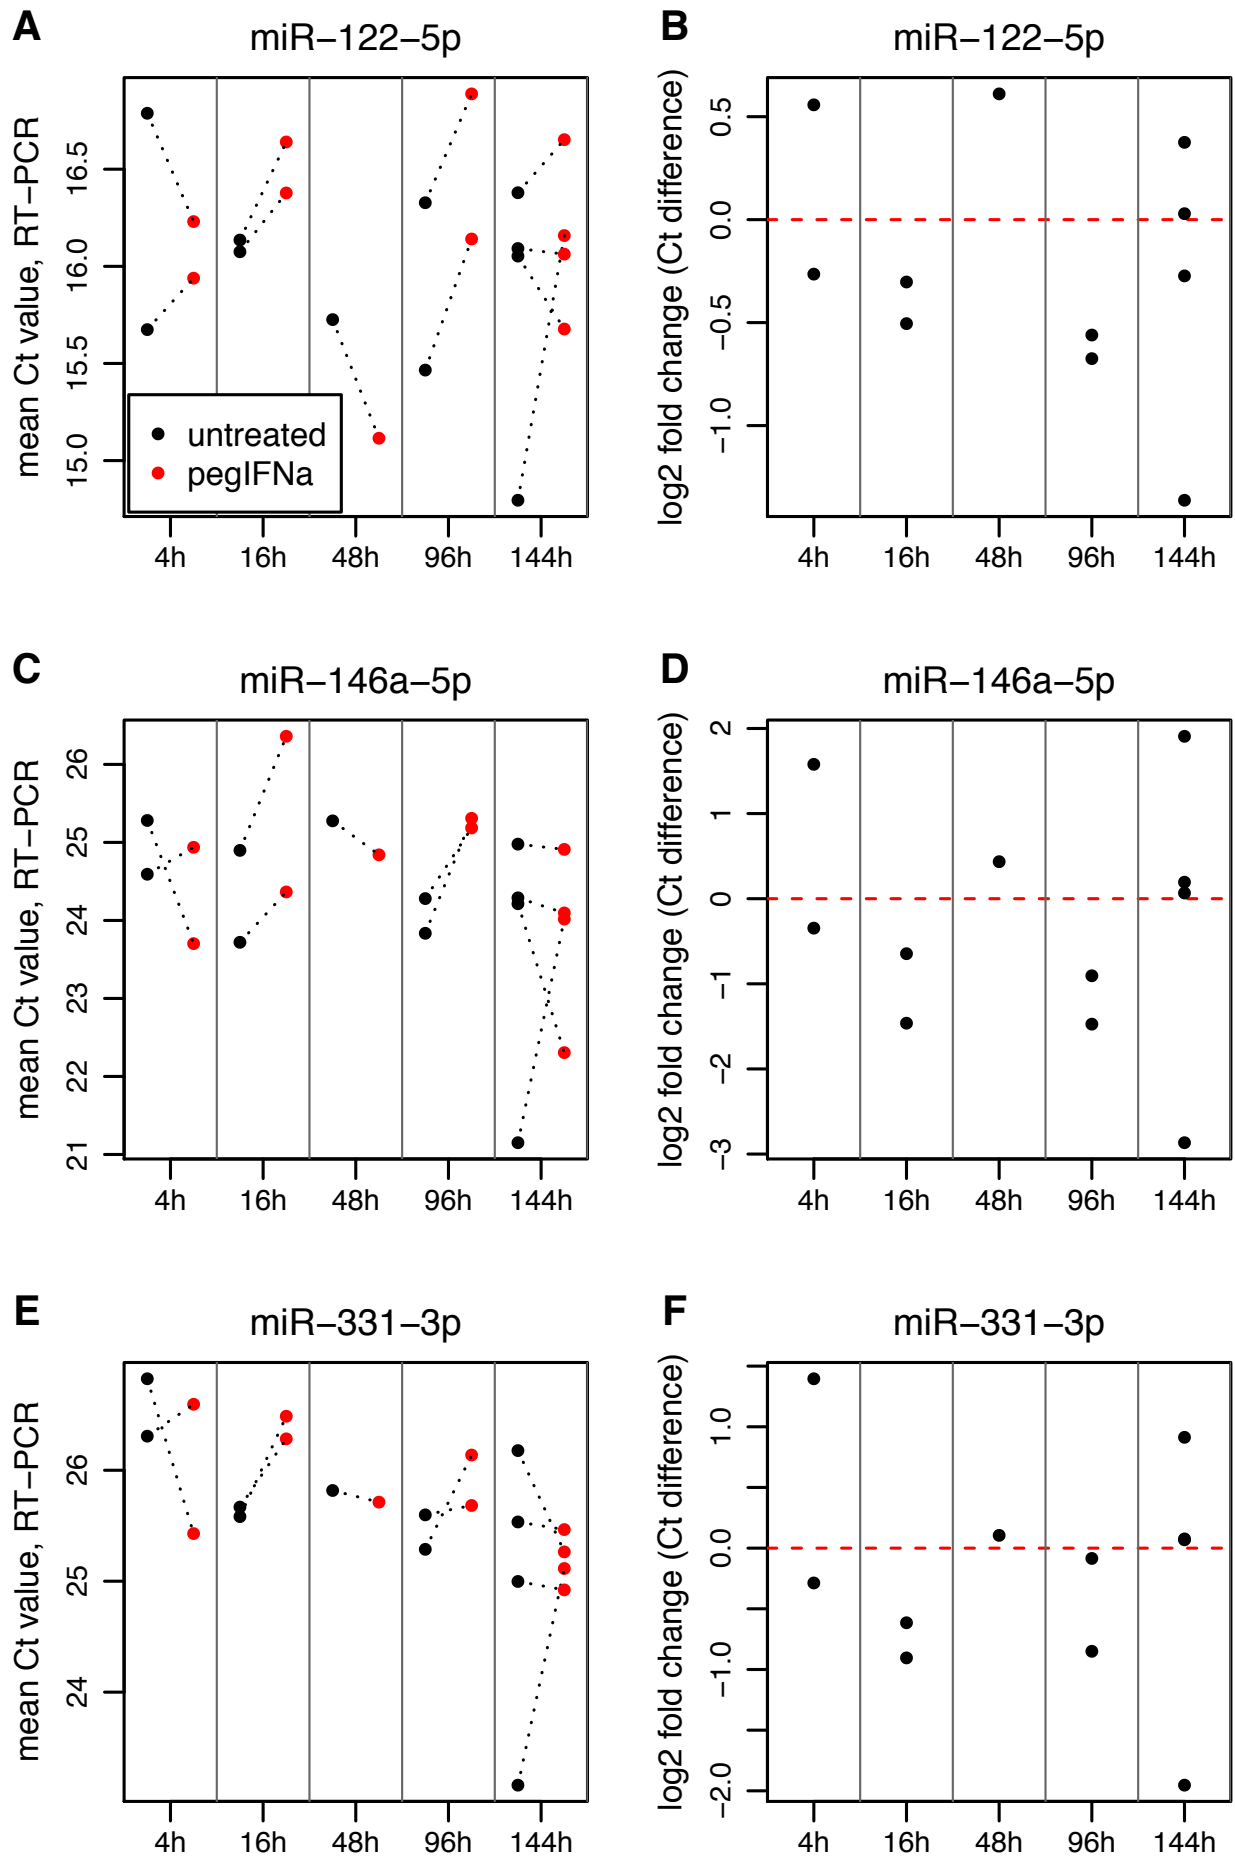 A
miR−122−5p
mean Ct value, RT−PCR
16.5
16.0
15.5
15.0
untreated
pegIFNa
4h 16h 48h 96h 144h
B
miR−122−5p
log2 fold change (Ct difference)
0.5
0.0
−0.5
−1.0
4h 16h 48h 96h 144h
C
miR−146a−5p
mean Ct value, RT−PCR
26
25
24
23
22
21
4h 16h 48h 96h 144h
D
miR−146a−5p
log2 fold change (Ct difference)
2
1
0
−1
−2
−3
4h 16h 48h 96h 144h
E
miR−331−3p
mean Ct value, RT−PCR
26
25
24
4h 16h 48h 96h 144h
F
miR−331−3p
log2 fold change (Ct difference)
1.0
0.0
−1.0
−2.0
4h 16h 48h 96h 144h